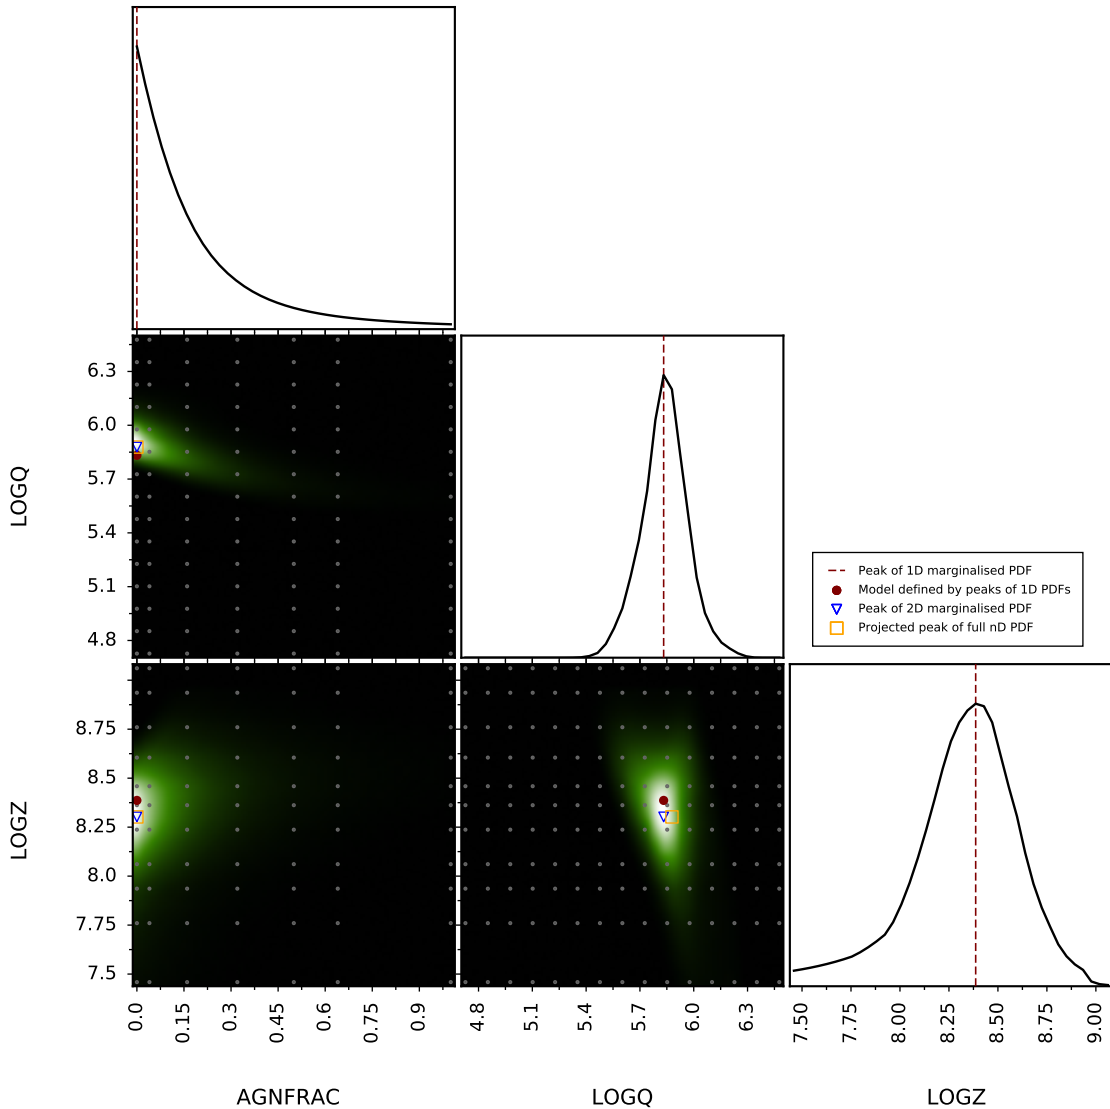 6.3
6.0
5.7
5.4
5.1
4.8
LOGQ
Peak of 1D marginalised PDF
Model defined by peaks of 1D PDFs
Peak of 2D marginalised PDF
Projected peak of full nD PDF
8.75
8.5
8.25
8.0
7.75
7.5
LOGZ
0.0 0.15 0.3 0.45 0.6 0.75 0.9
4.8 5.1 5.4 5.7 6.0 6.3
7.50 7.75 8.00 8.25 8.50 8.75 9.00
AGNFRAC
LOGQ
LOGZ